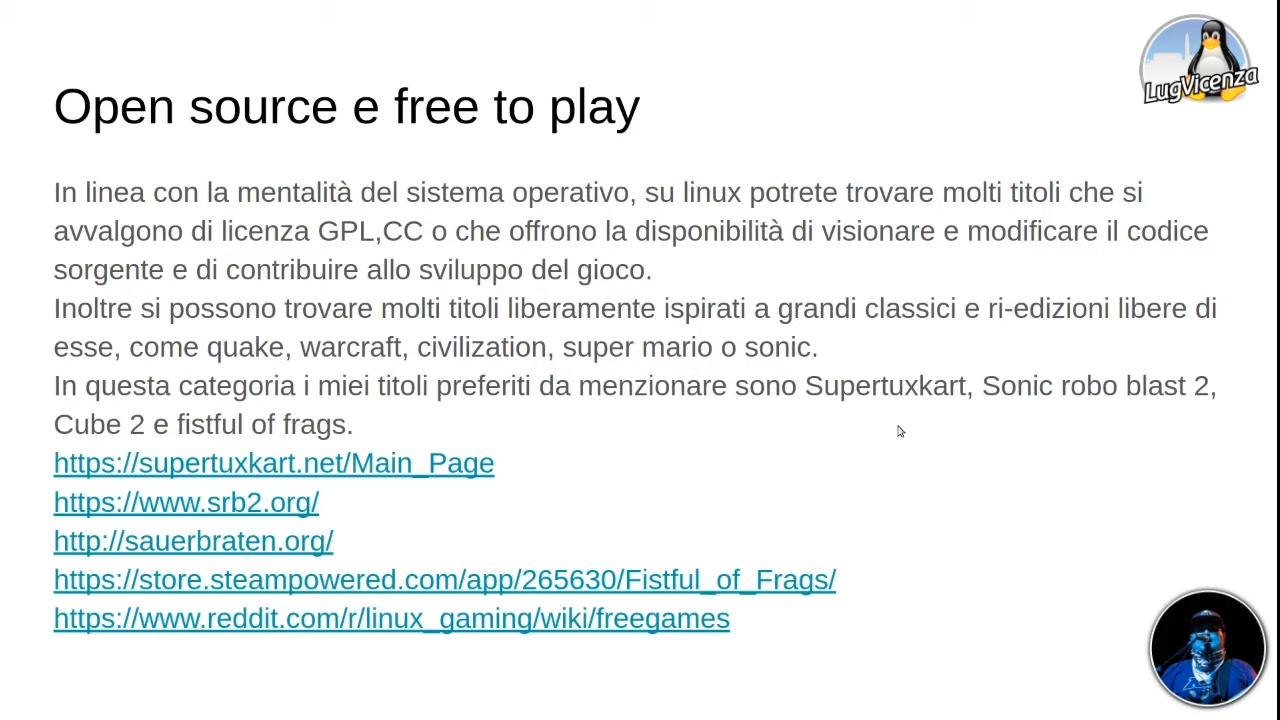 LugVicenza
Open source e free to play
In linea con la mentalità del sistema operativo, su linux potrete trovare molti titoli che si
avvalgono di licenza GPL,CC o che offrono la disponibilità di visionare e modificare il codice
sorgente e di contribuire allo sviluppo del gioco.
Inoltre si possono trovare molti titoli liberamente ispirati a grandi classici e ri-edizioni libere di
esse, come quake, warcraft, civilization, super mario o sonic.
In questa categoria i miei titoli preferiti da menzionare sono Supertuxkart, Sonic robo blast 2,
Cube 2 e fistful of frags.
https://supertuxkart.net/Main_Page
https://www.srb2.org/
http://sauerbraten.org/
https://store.steampowered.com/app/265630/Fistful_of_Frags/
https://www.reddit.com/r/linux_gaming/wiki/freegames